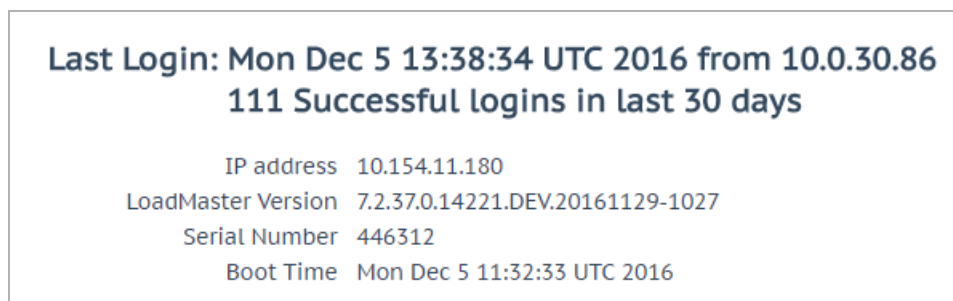 Last Login: Mon Dec 5 13:38:34 UTC 2016 from 10.0.30.86
111 Successful logins in last 30 days
IP address 10.154.11.180
LoadMaster Version 7.2.37.0.14221.DEV.20161129-1027
Serial Number 446312
Boot Time Mon Dec 5 11:32:33 UTC 2016